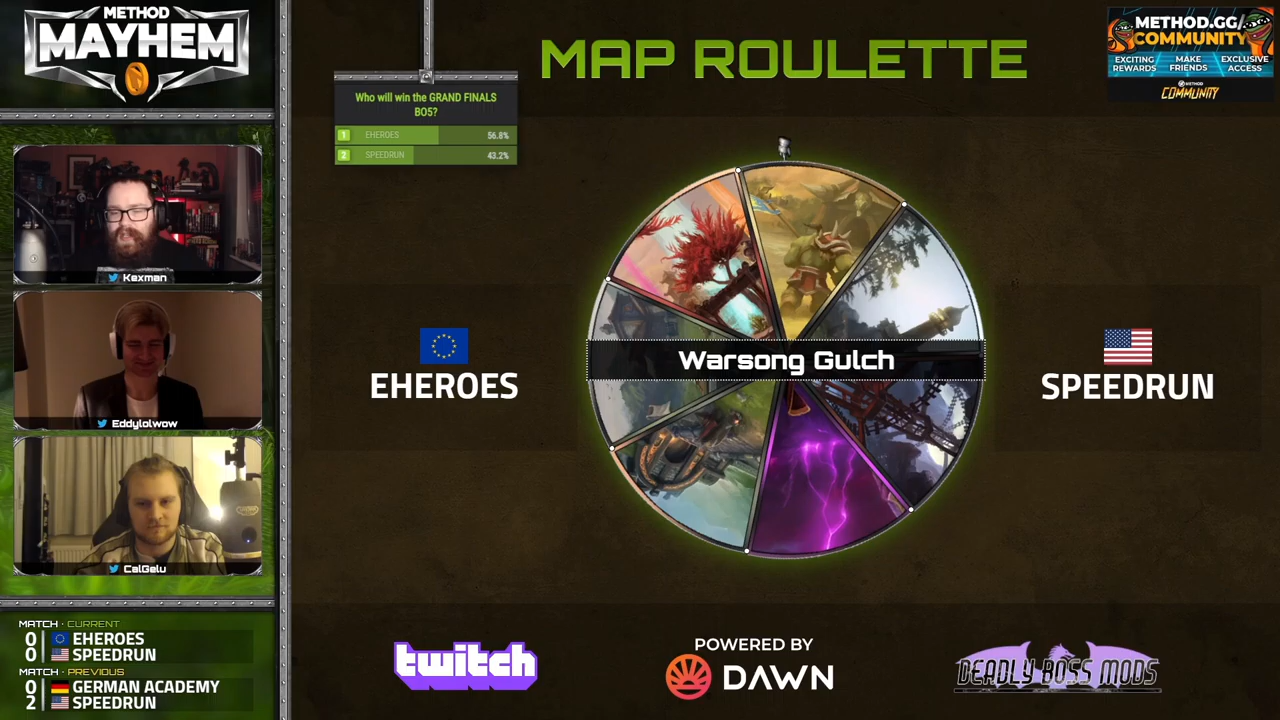 METHOD
MAYHEM
MAP ROULETTE
METHOD.GG/
COMMUNITY
EXCITING REWARDS
MAKE FRIENDS
EXCLUSIVE ACCESS
METHOD
COMMUNITY
Who will win the GRAND FINALS
BO5?
1 EHEROES 56.8%
2 SPEEDRUN 43.2%
Kexman
Eddylolwow
CalGelu
EHEROES
Warsong Gulch
SPEEDRUN
MATCH · CURRENT
0 EHEROES
0 SPEEDRUN
MATCH · PREVIOUS
0 GERMAN ACADEMY
2 SPEEDRUN
twitch
POWERED BY
DAWN
DEADLY BOSS MODS